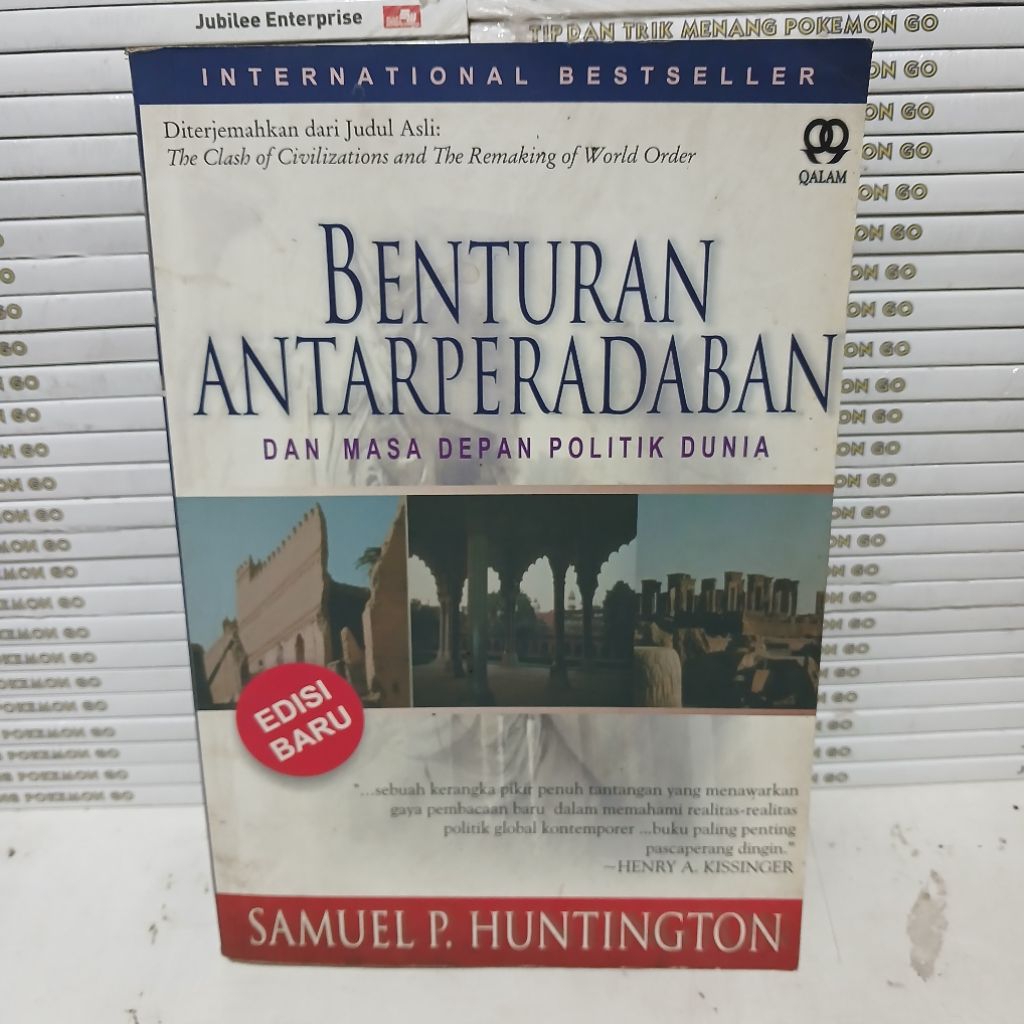 Jubilee Enterprise
TIP DAN TRIK MENANG POKEMON GO
INTERNATIONAL BESTSELLER
Diterjemahkan dari Judul Asli:
The Clash of Civilizations and The Remaking of World Order
QALAM
BENTURAN
ANTARPERADABAN
DAN MASA DEPAN POLITIK DUNIA
EDISI
BARU
"...sebuah kerangka pikir penuh tantangan yang menawarkan
gaya pembacaan baru dalam memahami realitas-realitas
politik global kontemporer ...buku paling penting
pascaperang dingin."
~HENRY A. KISSINGER
SAMUEL P. HUNTINGTON